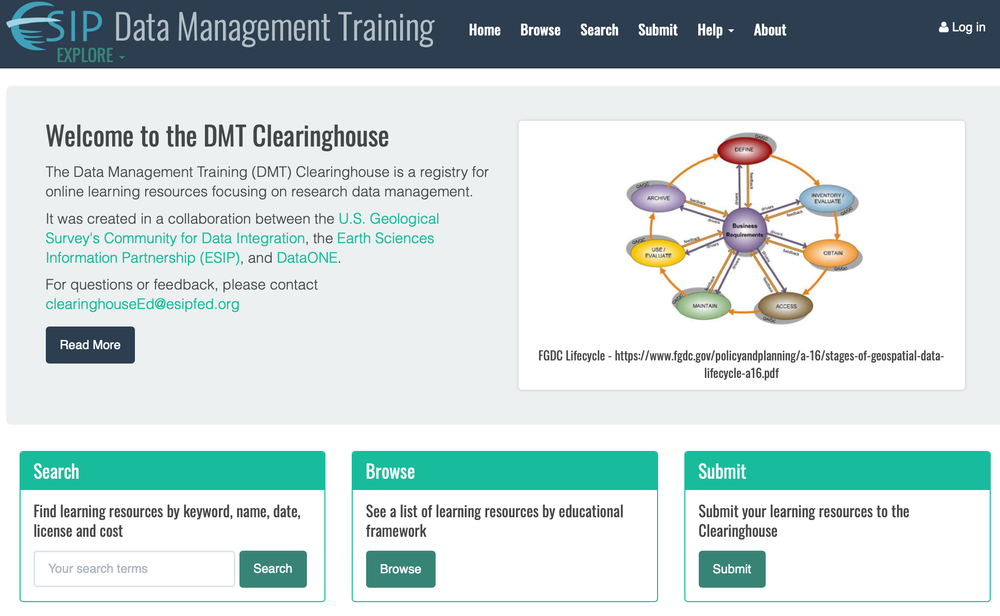 ESIP Data Management Training
EXPLORE
Home Browse Search Submit Help About
Log in
Welcome to the DMT Clearinghouse
The Data Management Training (DMT) Clearinghouse is a registry for
online learning resources focusing on research data management.
It was created in a collaboration between the U.S. Geological
Survey's Community for Data Integration, the Earth Sciences
Information Partnership (ESIP), and DataONE.
For questions or feedback, please contact
clearinghouseEd@esipfed.org
Read More
QA/QC
DEFINE
feedback
drivers
QA/QC
ARCHIVE
feedback
drivers
INVENTORY /
EVALUATE
QA/QC
drivers
feedback
Business
Requirements
drivers
feedback
OBTAIN
QA/QC
QA/QC
USE /
EVALUATE
feedback
drivers
drivers
feedback
QA/QC
MAINTAIN
drivers
feedback
ACCESS
QA/QC
FGDC Lifecycle - https://www.fgdc.gov/policyandplanning/a-16/stages-of-geospatial-data-
lifecycle-a16.pdf
Search
Find learning resources by keyword, name, date,
license and cost
Your search terms
Search
Browse
See a list of learning resources by educational
framework
Browse
Submit
Submit your learning resources to the
Clearinghouse
Submit